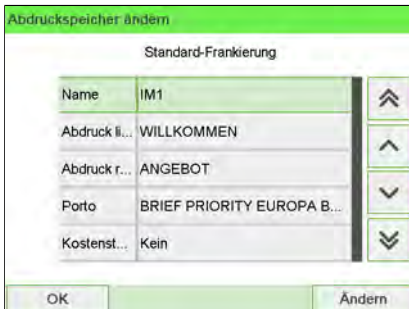 Abdruckspeicher ändern
Standard-Frankierung
Name IM1
Abdruck li... WILLKOMMEN
Abdruck r... ANGEBOT
Porto BRIEF PRIORITY EUROPA B...
Kostenst... Kein
OK Ändern